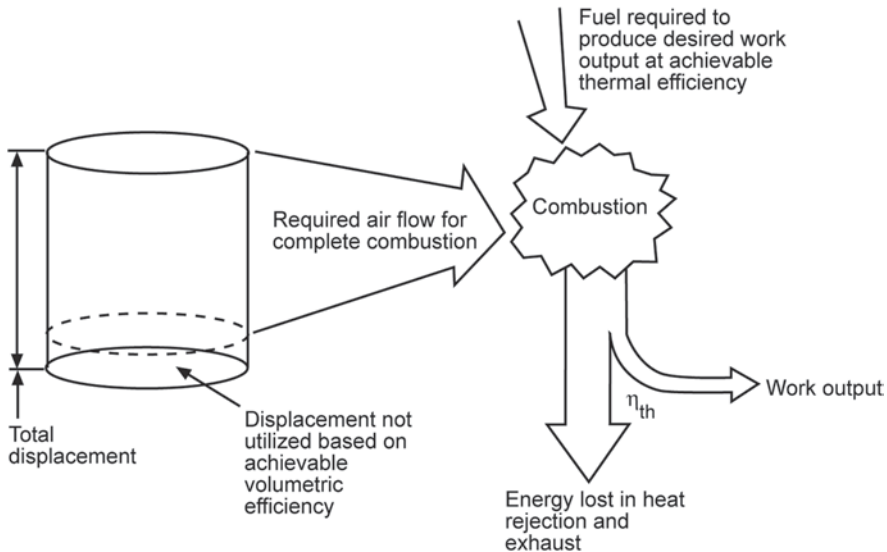 Fuel required to
produce desired work
output at achievable
thermal efficiency
Combustion
Required air flow for
complete combustion
Total
displacement
Displacement not
utilized based on
achievable
volumetric
efficiency
ηth
Work output
Energy lost in heat
rejection and
exhaust